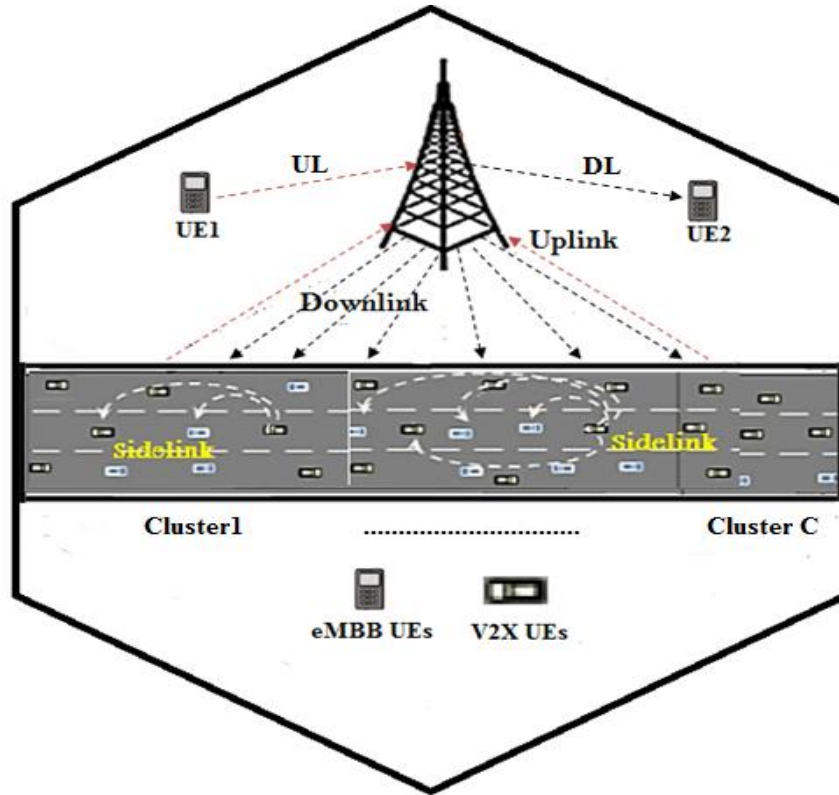 UL
DL
UE1
UE2
Uplink
Downlink
Sidelink
Sidelink
Cluster1
..............................
Cluster C
eMBB UEs
V2X UEs